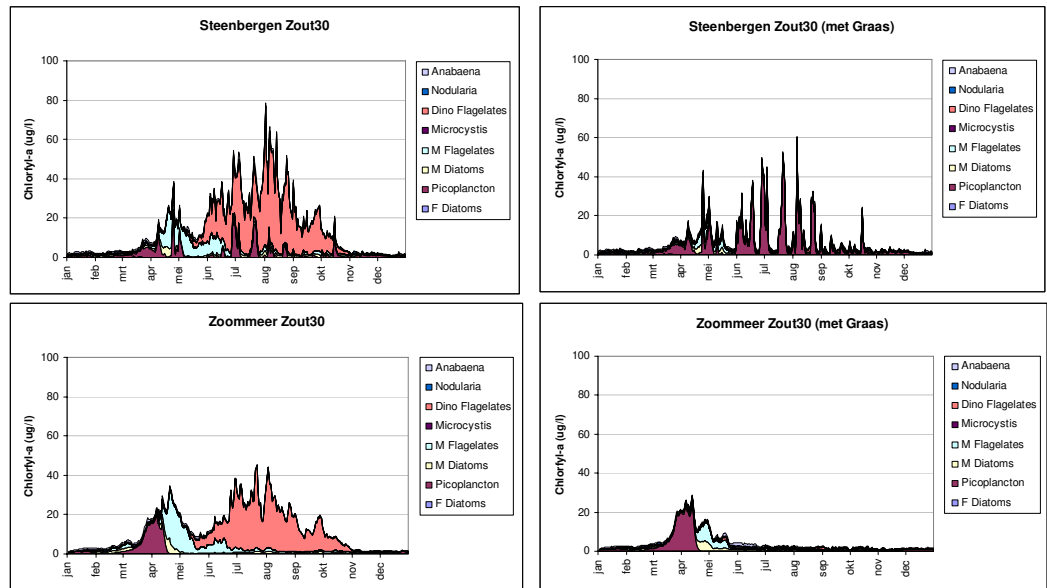 Steenbergen Zout30
Chlorfyl-a (ug/l)
100
80
60
40
20
0
jan feb mrt apr mei jun jul aug sep okt nov dec
Anabaena
Nodularia
Dino Flagelates
Microcystis
M Flagelates
M Diatoms
Picoplancton
F Diatoms
Steenbergen Zout30 (met Graas)
Chlorfyl-a (ug/l)
100
80
60
40
20
0
jan feb mrt apr mei jun jul aug sep okt nov dec
Anabaena
Nodularia
Dino Flagelates
Microcystis
M Flagelates
M Diatoms
Picoplancton
F Diatoms
Zoommeer Zout30
Chlorfyl-a (ug/l)
100
80
60
40
20
0
jan feb mrt apr mei jun jul aug sep okt nov dec
Anabaena
Nodularia
Dino Flagelates
Microcystis
M Flagelates
M Diatoms
Picoplancton
F Diatoms
Zoommeer Zout30 (met Graas)
Chlorfyl-a (ug/l)
100
80
60
40
20
0
jan feb mrt apr mei jun jul aug sep okt nov dec
Anabaena
Nodularia
Dino Flagelates
Microcystis
M Flagelates
M Diatoms
Picoplancton
F Diatoms